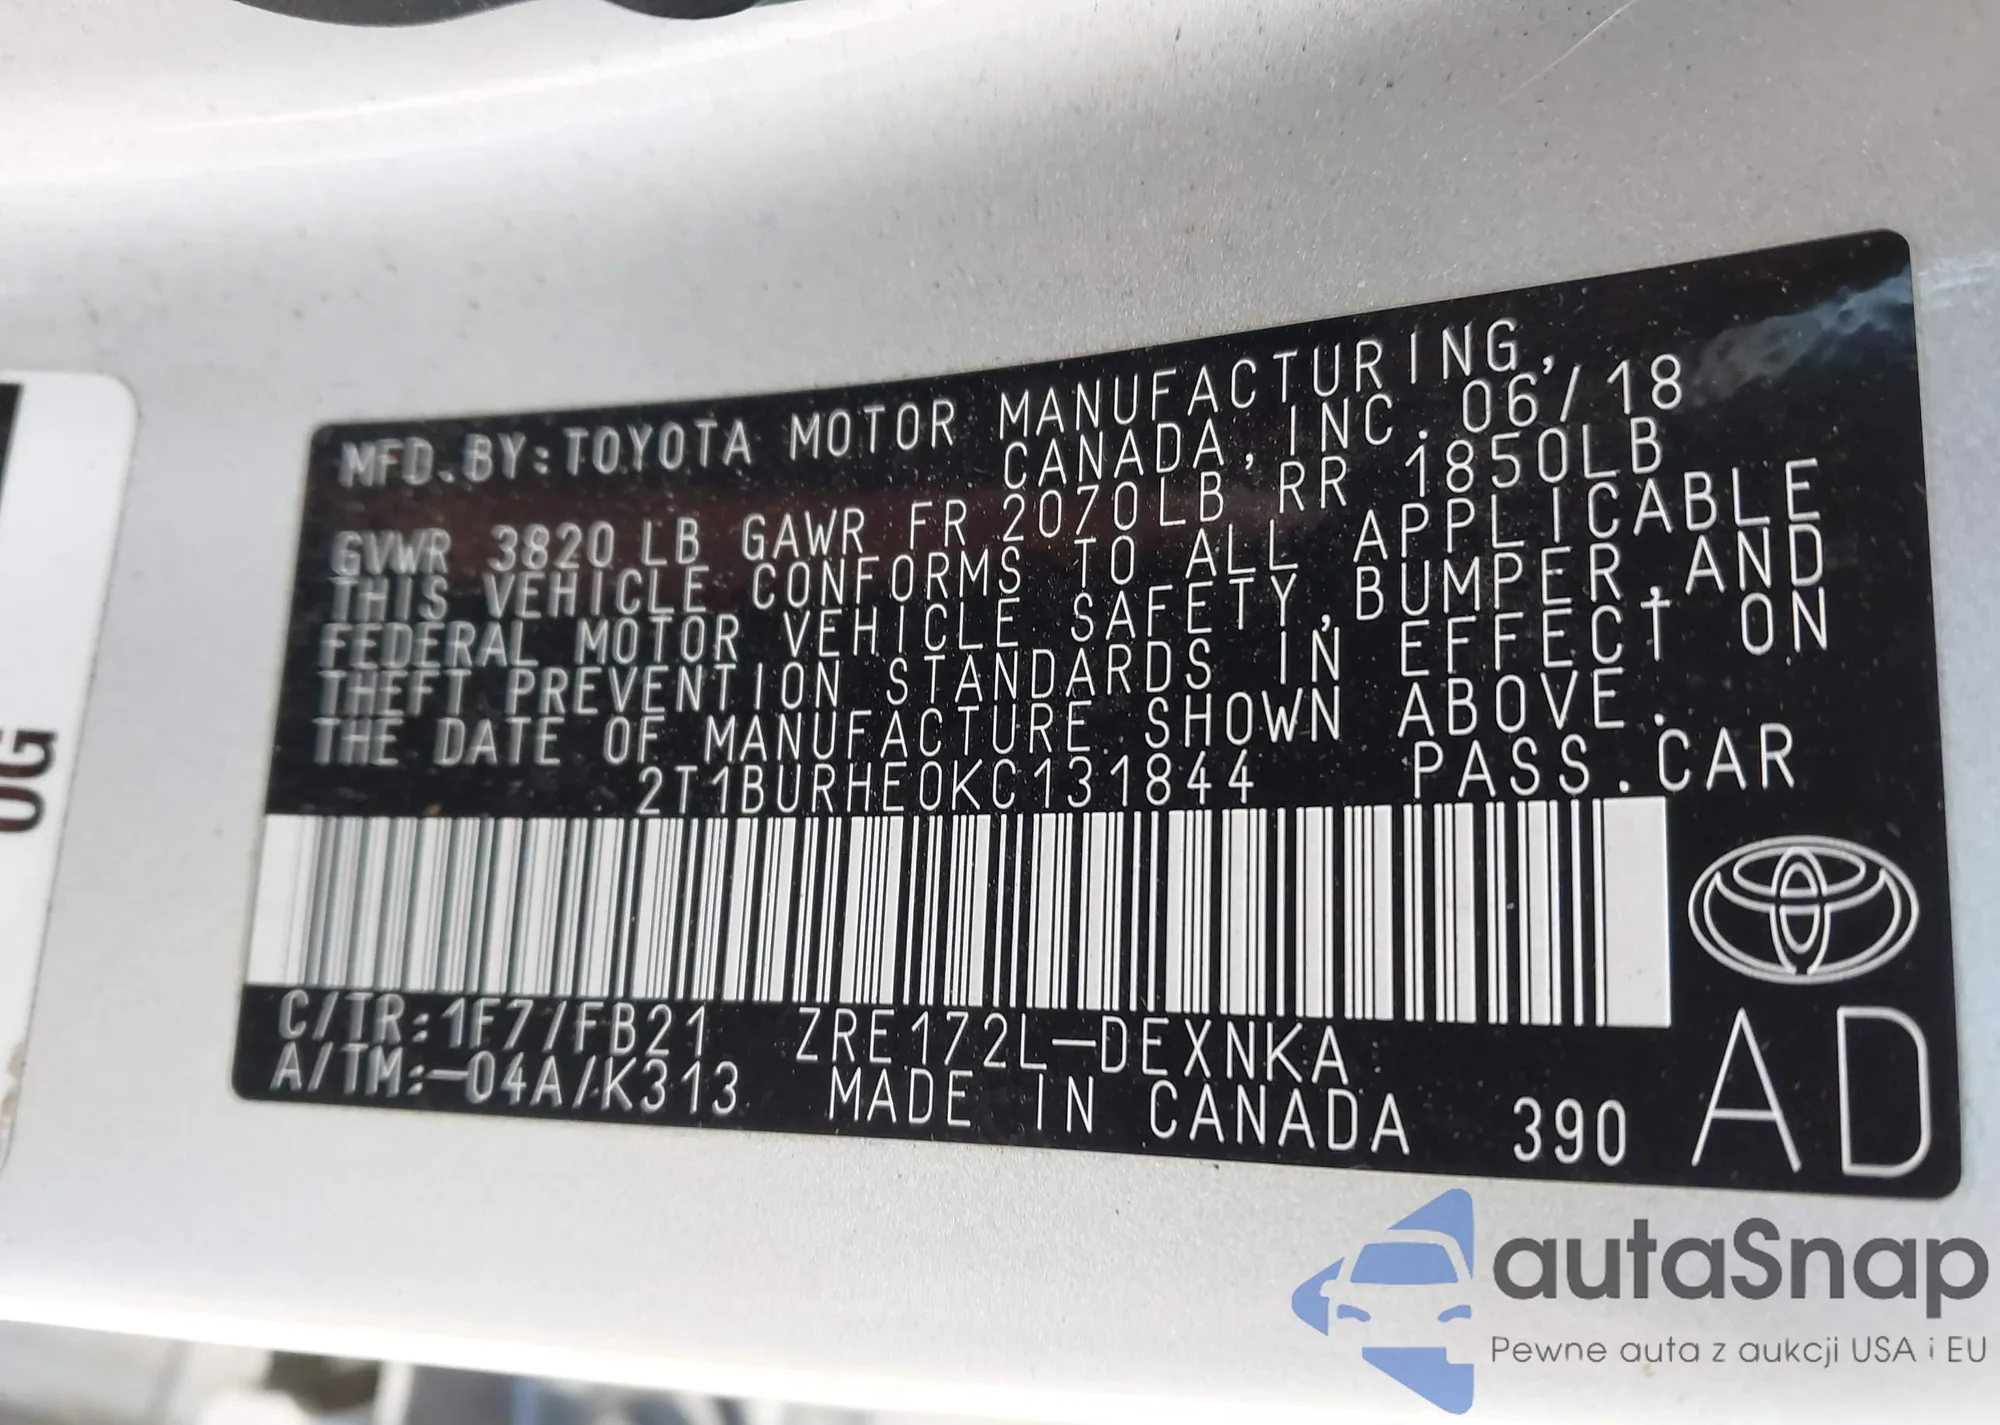 MFD. BY: TOYOTA MOTOR MANUFACTURING,
CANADA, INC. 06/18
GVWR 3820 LB GAWR FR 2070LB RR 1850LB
THIS VEHICLE CONFORMS TO ALL APPLICABLE
FEDERAL MOTOR VEHICLE SAFETY, BUMPER, AND
THEFT PREVENTION STANDARDS IN EFFECT ON
THE DATE OF MANUFACTURE SHOWN ABOVE.
2T1BURHE0KC131844 PASS. CAR
C/TR: 1F7/FB21 ZRE172L-DEXNKA
A/TM:-04A/K313 MADE IN CANADA 390 AD
OG
autaSnap
Pewne auta z aukcji USA i EU